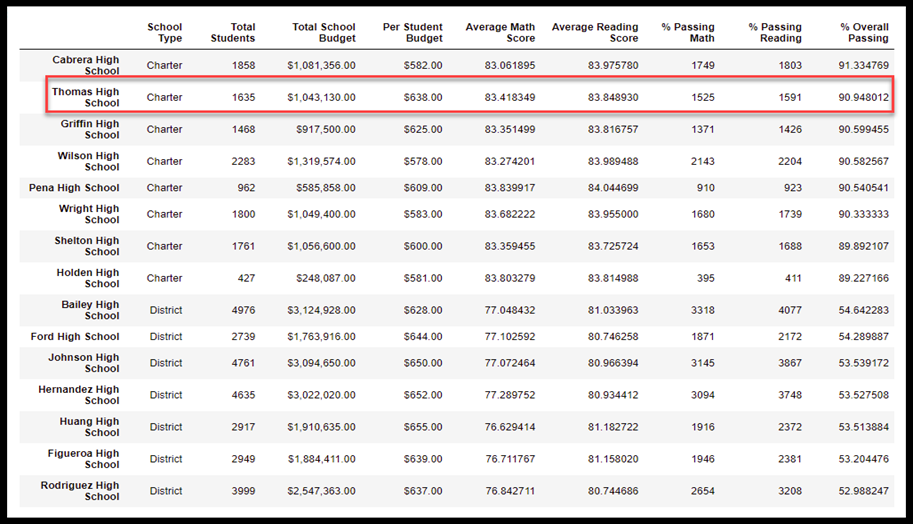 School Type Total Students Total School Budget Per Student Budget Average Math Score Average Reading Score % Passing Math % Passing Reading % Overall Passing
Cabrera High School Charter 1858 $1,081,356.00 $582.00 83.061895 83.975780 1749 1803 91.334769
Thomas High School Charter 1635 $1,043,130.00 $638.00 83.418349 83.848930 1525 1591 90.948012
Griffin High School Charter 1468 $917,500.00 $625.00 83.351499 83.816757 1371 1426 90.599455
Wilson High School Charter 2283 $1,319,574.00 $578.00 83.274201 83.989488 2143 2204 90.582567
Pena High School Charter 962 $585,858.00 $609.00 83.839917 84.044699 910 923 90.540541
Wright High School Charter 1800 $1,049,400.00 $583.00 83.682222 83.955000 1680 1739 90.333333
Shelton High School Charter 1761 $1,056,600.00 $600.00 83.359455 83.725724 1653 1688 89.892107
Holden High School Charter 427 $248,087.00 $581.00 83.803279 83.814988 395 411 89.227166
Bailey High School District 4976 $3,124,928.00 $628.00 77.048432 81.033963 3318 4077 54.642283
Ford High School District 2739 $1,763,916.00 $644.00 77.102592 80.746258 1871 2172 54.289887
Johnson High School District 4761 $3,094,650.00 $650.00 77.072464 80.966394 3145 3867 53.539172
Hernandez High School District 4635 $3,022,020.00 $652.00 77.289752 80.934412 3094 3748 53.527508
Huang High School District 2917 $1,910,635.00 $655.00 76.629414 81.182722 1916 2372 53.513884
Figueroa High School District 2949 $1,884,411.00 $639.00 76.711767 81.158020 1946 2381 53.204476
Rodriguez High School District 3999 $2,547,363.00 $637.00 76.842711 80.744686 2654 3208 52.988247